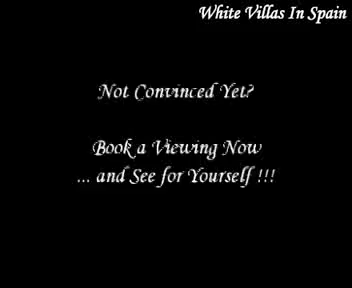 White Villas In Spain
Not Convinced Yet?
Book a Viewing Now
... and See for Yourself !!!